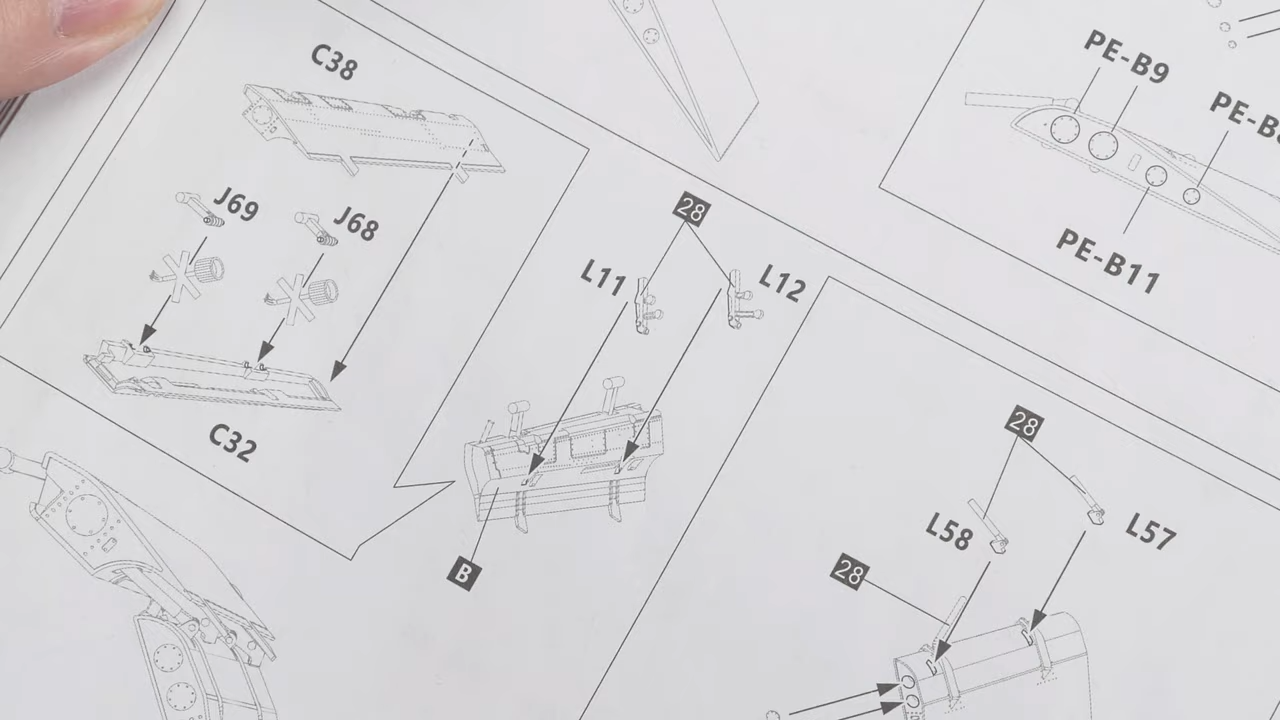 C38
PE-B9
PE-B
J69
J68
28
L11
L12
PE-B11
C32
28
L58
L57
28
B